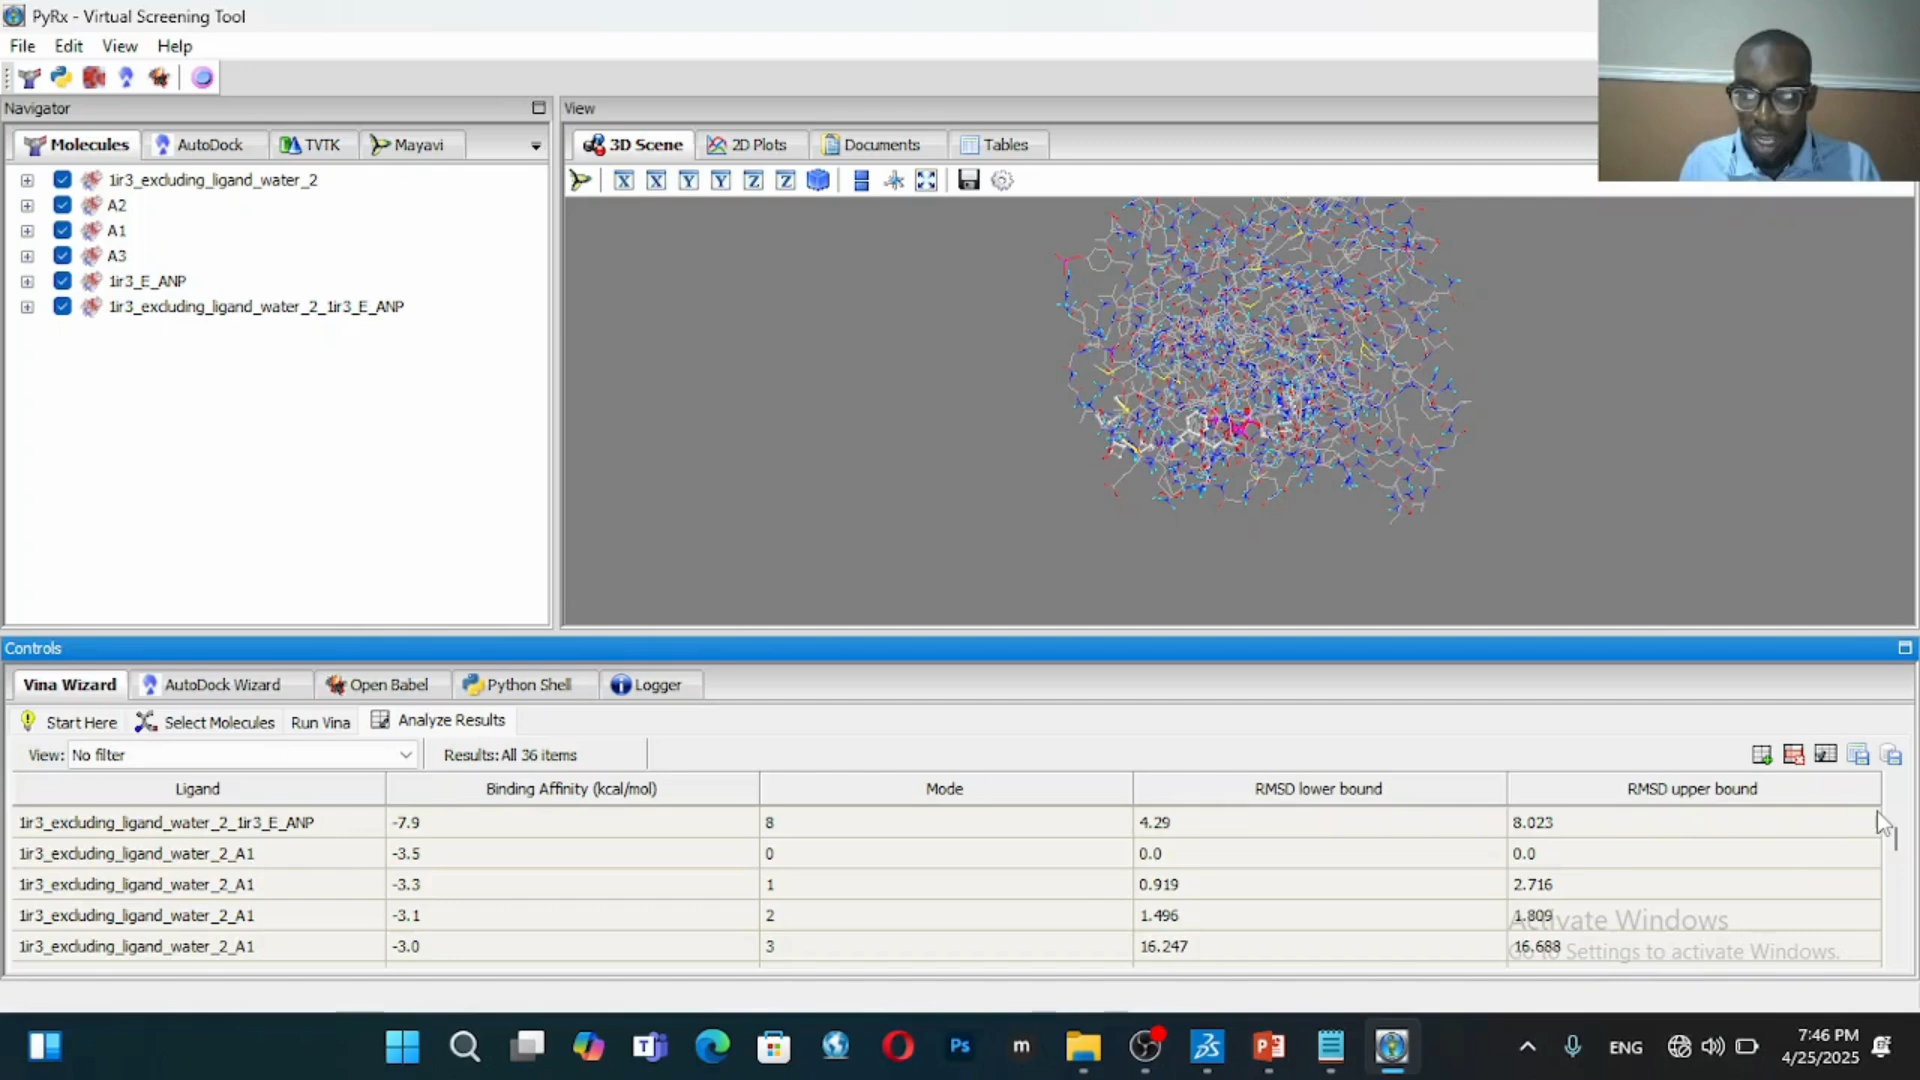 PyRx - Virtual Screening Tool
File Edit View Help
Navigator
View
Molecules AutoDock TVTK Mayavi
3D Scene 2D Plots Documents Tables
X X Y Y Z Z
1ir3_excluding_ligand_water_2
A2
A1
A3
1ir3_E_ANP
1ir3_excluding_ligand_water_2_1ir3_E_ANP
Controls
Vina Wizard AutoDock Wizard Open Babel Python Shell Logger
Start Here Select Molecules Run Vina Analyze Results
View: No filter Results: All 36 items
Ligand Binding Affinity (kcal/mol) Mode RMSD lower bound RMSD upper bound
1ir3_excluding_ligand_water_2_1ir3_E_ANP -7.9 8 4.29 8.023
1ir3_excluding_ligand_water_2_A1 -3.5 0 0.0 0.0
1ir3_excluding_ligand_water_2_A1 -3.3 1 0.919 2.716
1ir3_excluding_ligand_water_2_A1 -3.1 2 1.496 1.809
1ir3_excluding_ligand_water_2_A1 -3.0 3 16.247 16.688
Activate Windows
Go to Settings to activate Windows.
Ps
m
ENG
7:46 PM
4/25/2025